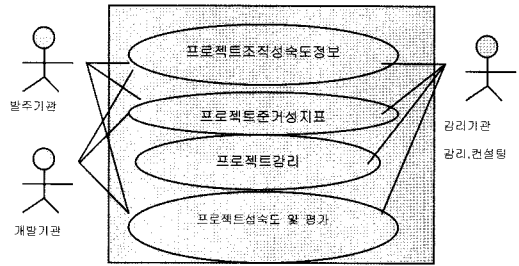 프로젝트조직성숙도정보
프로젝트준거성지표
프로젝트감리
프로젝트성숙도 및 평가
발주기관
개발기관
감리기관
감리,컨설팅